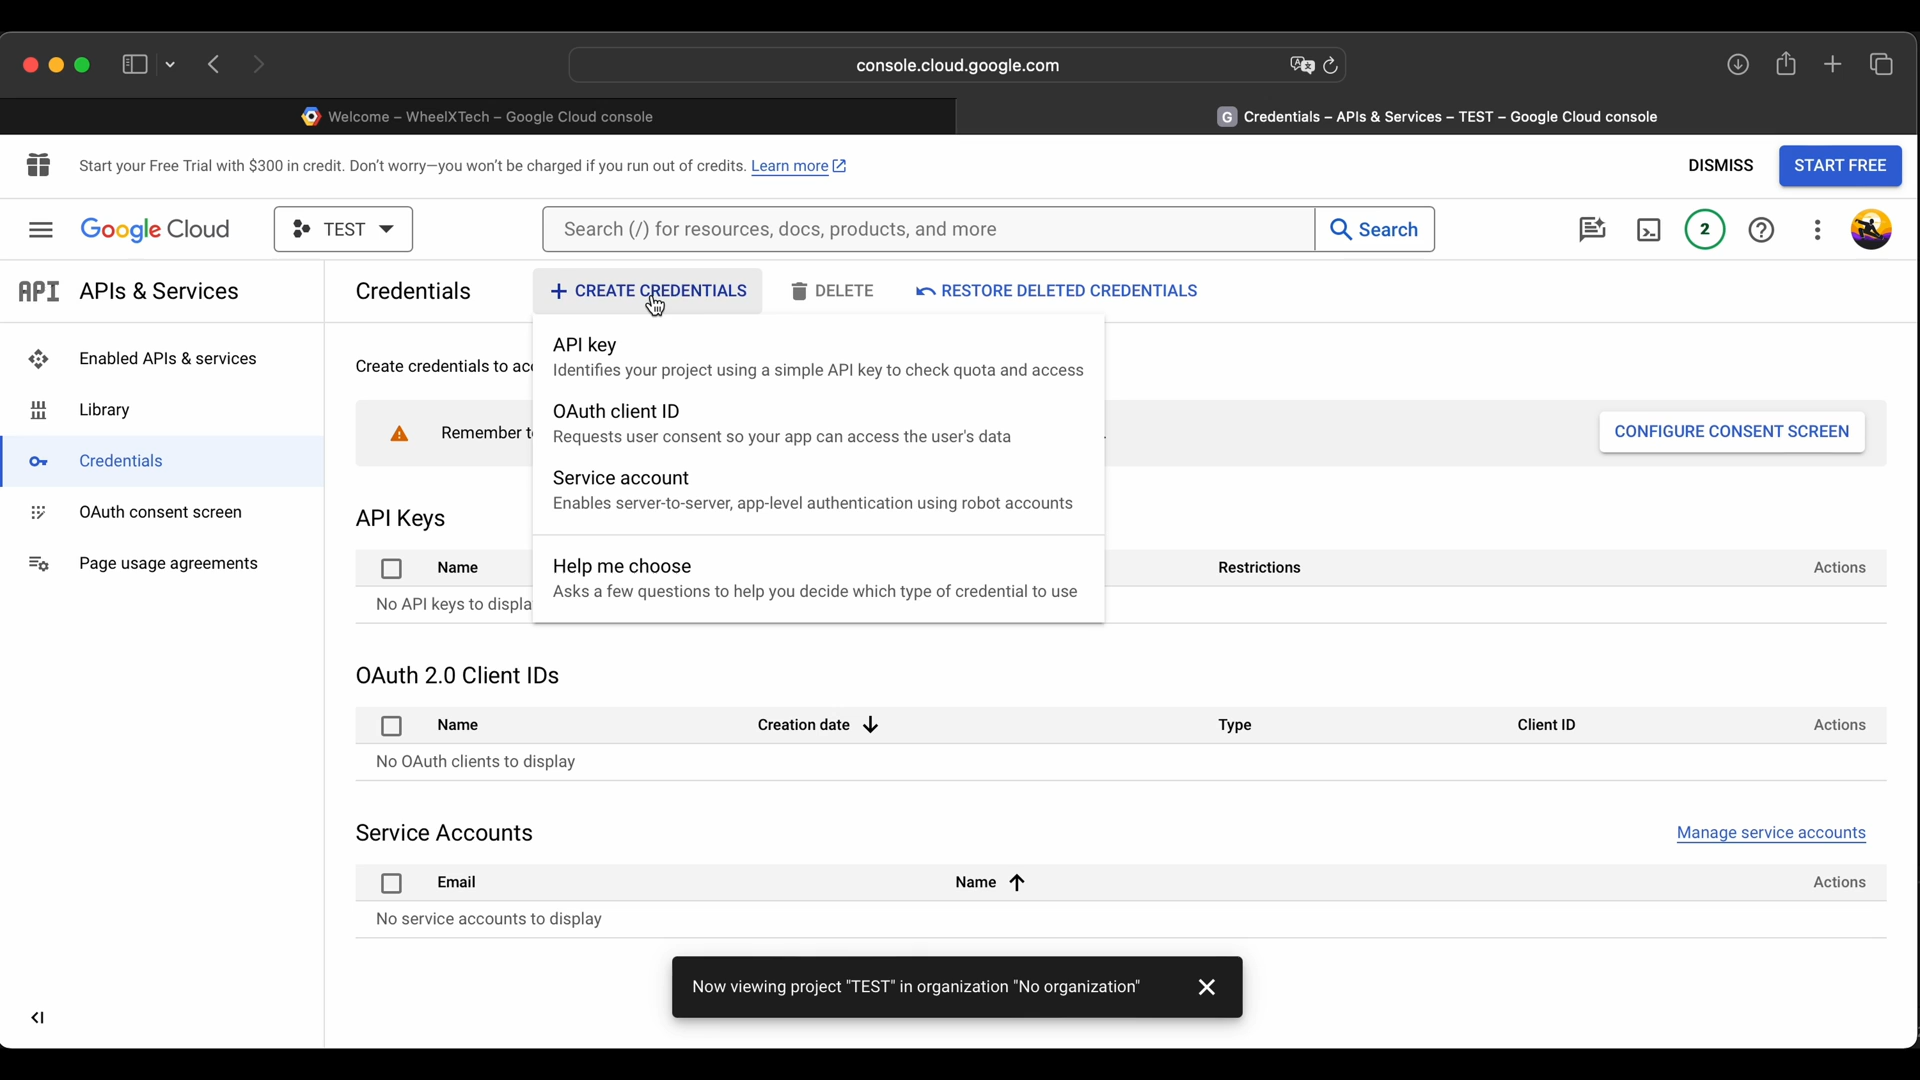 console.cloud.google.com
Welcome – WheelXTech – Google Cloud console
G Credentials – APIs & Services – TEST – Google Cloud console
Start your Free Trial with $300 in credit. Don't worry—you won't be charged if you run out of credits. Learn more
DISMISS
START FREE
Google Cloud
TEST
Search (/) for resources, docs, products, and more
Search
2
API APIs & Services
Credentials
+ CREATE CREDENTIALS
DELETE
RESTORE DELETED CREDENTIALS
Enabled APIs & services
Library
Credentials
OAuth consent screen
Page usage agreements
Create credentials to acc
Remember t
CONFIGURE CONSENT SCREEN
API key
Identifies your project using a simple API key to check quota and access
OAuth client ID
Requests user consent so your app can access the user's data
Service account
Enables server-to-server, app-level authentication using robot accounts
Help me choose
Asks a few questions to help you decide which type of credential to use
API Keys
Name
Restrictions
Actions
No API keys to displa
OAuth 2.0 Client IDs
Name
Creation date
Type
Client ID
Actions
No OAuth clients to display
Service Accounts
Manage service accounts
Email
Name
Actions
No service accounts to display
Now viewing project "TEST" in organization "No organization"